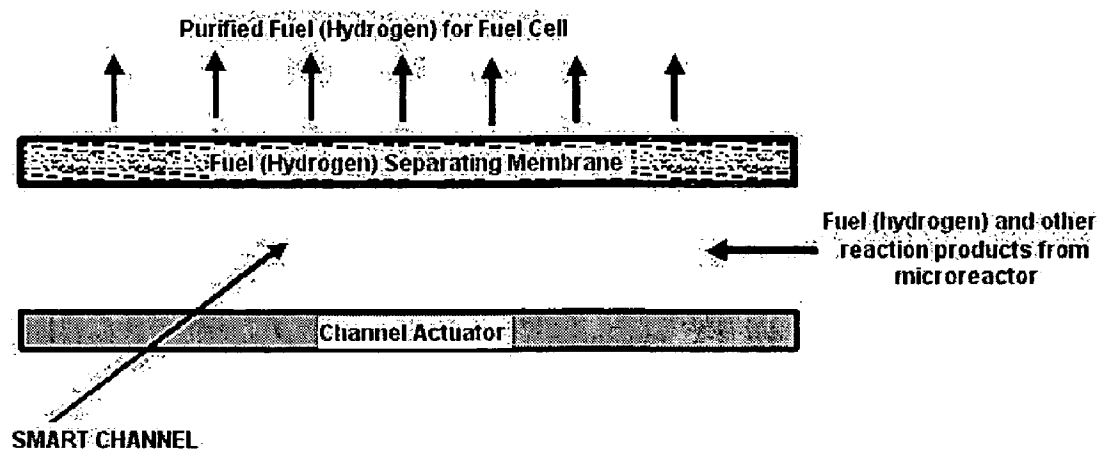 Purified Fuel (Hydrogen) for Fuel Cell
Fuel (Hydrogen) Separating Membrane
Fuel (hydrogen) and other
reaction products from
microreactor
Channel Actuator
SMART CHANNEL